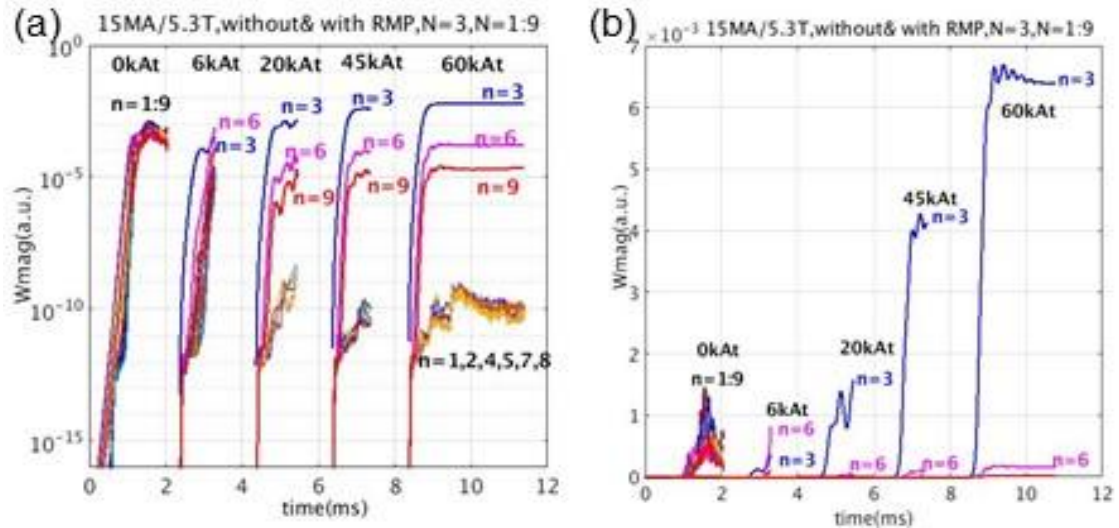 (a) 15MA/5.3T,without& with RMP,N=3,N=1:9
10^0
0kAt 6kAt 20kAt 45kAt 60kAt
n=1:9
n=6
n=3
n=3
n=6
n=9
n=3
n=6
n=9
n=3
n=6
n=9
10^-5
10^-10
10^-15
n=1,2,4,5,7,8
Wmag(a.u.)
0 2 4 6 8 10 12
time(ms)
(b) × 10^-3 15MA/5.3T,without& with RMP,N=3,N=1:9
7
6
5
4
3
2
1
0
Wmag(a.u.)
n=3
60kAt
45kAt
n=3
20kAt
n=3
0kAt
n=1:9
6kAt
n=6
n=3
n=6
n=6
n=6
0 2 4 6 8 10 12
time(ms)